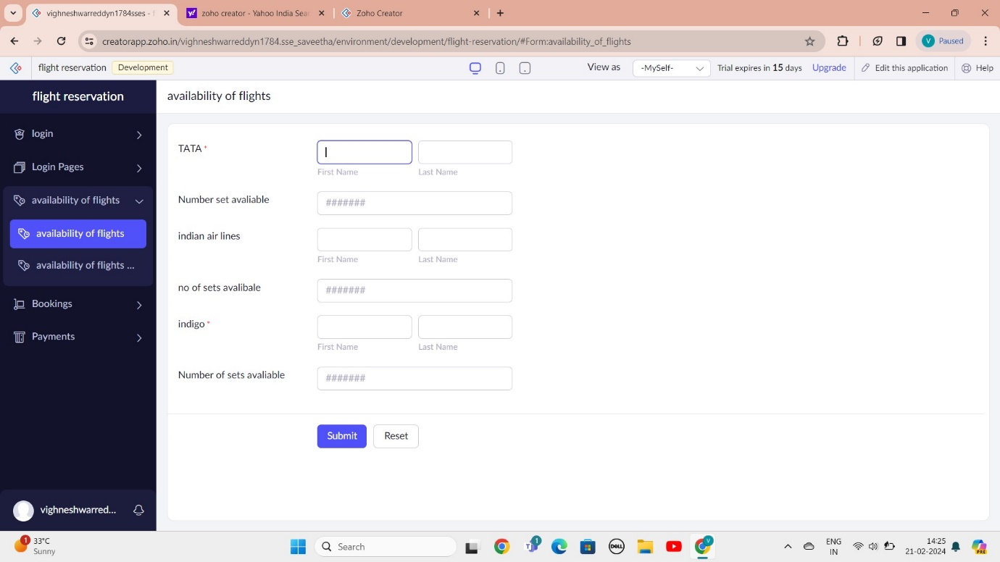 vighneshwarreddyn1784sses - f
zoho creator - Yahoo India Sear
Zoho Creator
creatorapp.zoho.in/vighneshwarreddyn1784.sse_saveetha/environment/development/flight-reservation/#Form:availability_of_flights
V Paused
flight reservation Development
View as -MySelf- Trial expires in 15 days Upgrade Edit this application Help
flight reservation
availability of flights
login
Login Pages
availability of flights
availability of flights
availability of flights ...
Bookings
Payments
vighneshwarred...
TATA *
First Name Last Name
Number set avaliable #######
indian air lines
First Name Last Name
no of sets avalibale #######
indigo *
First Name Last Name
Number of sets avaliable #######
Submit Reset
1 33°C
Sunny
Search
1
DELL
V
ENG
IN
14:25
21-02-2024
PRE